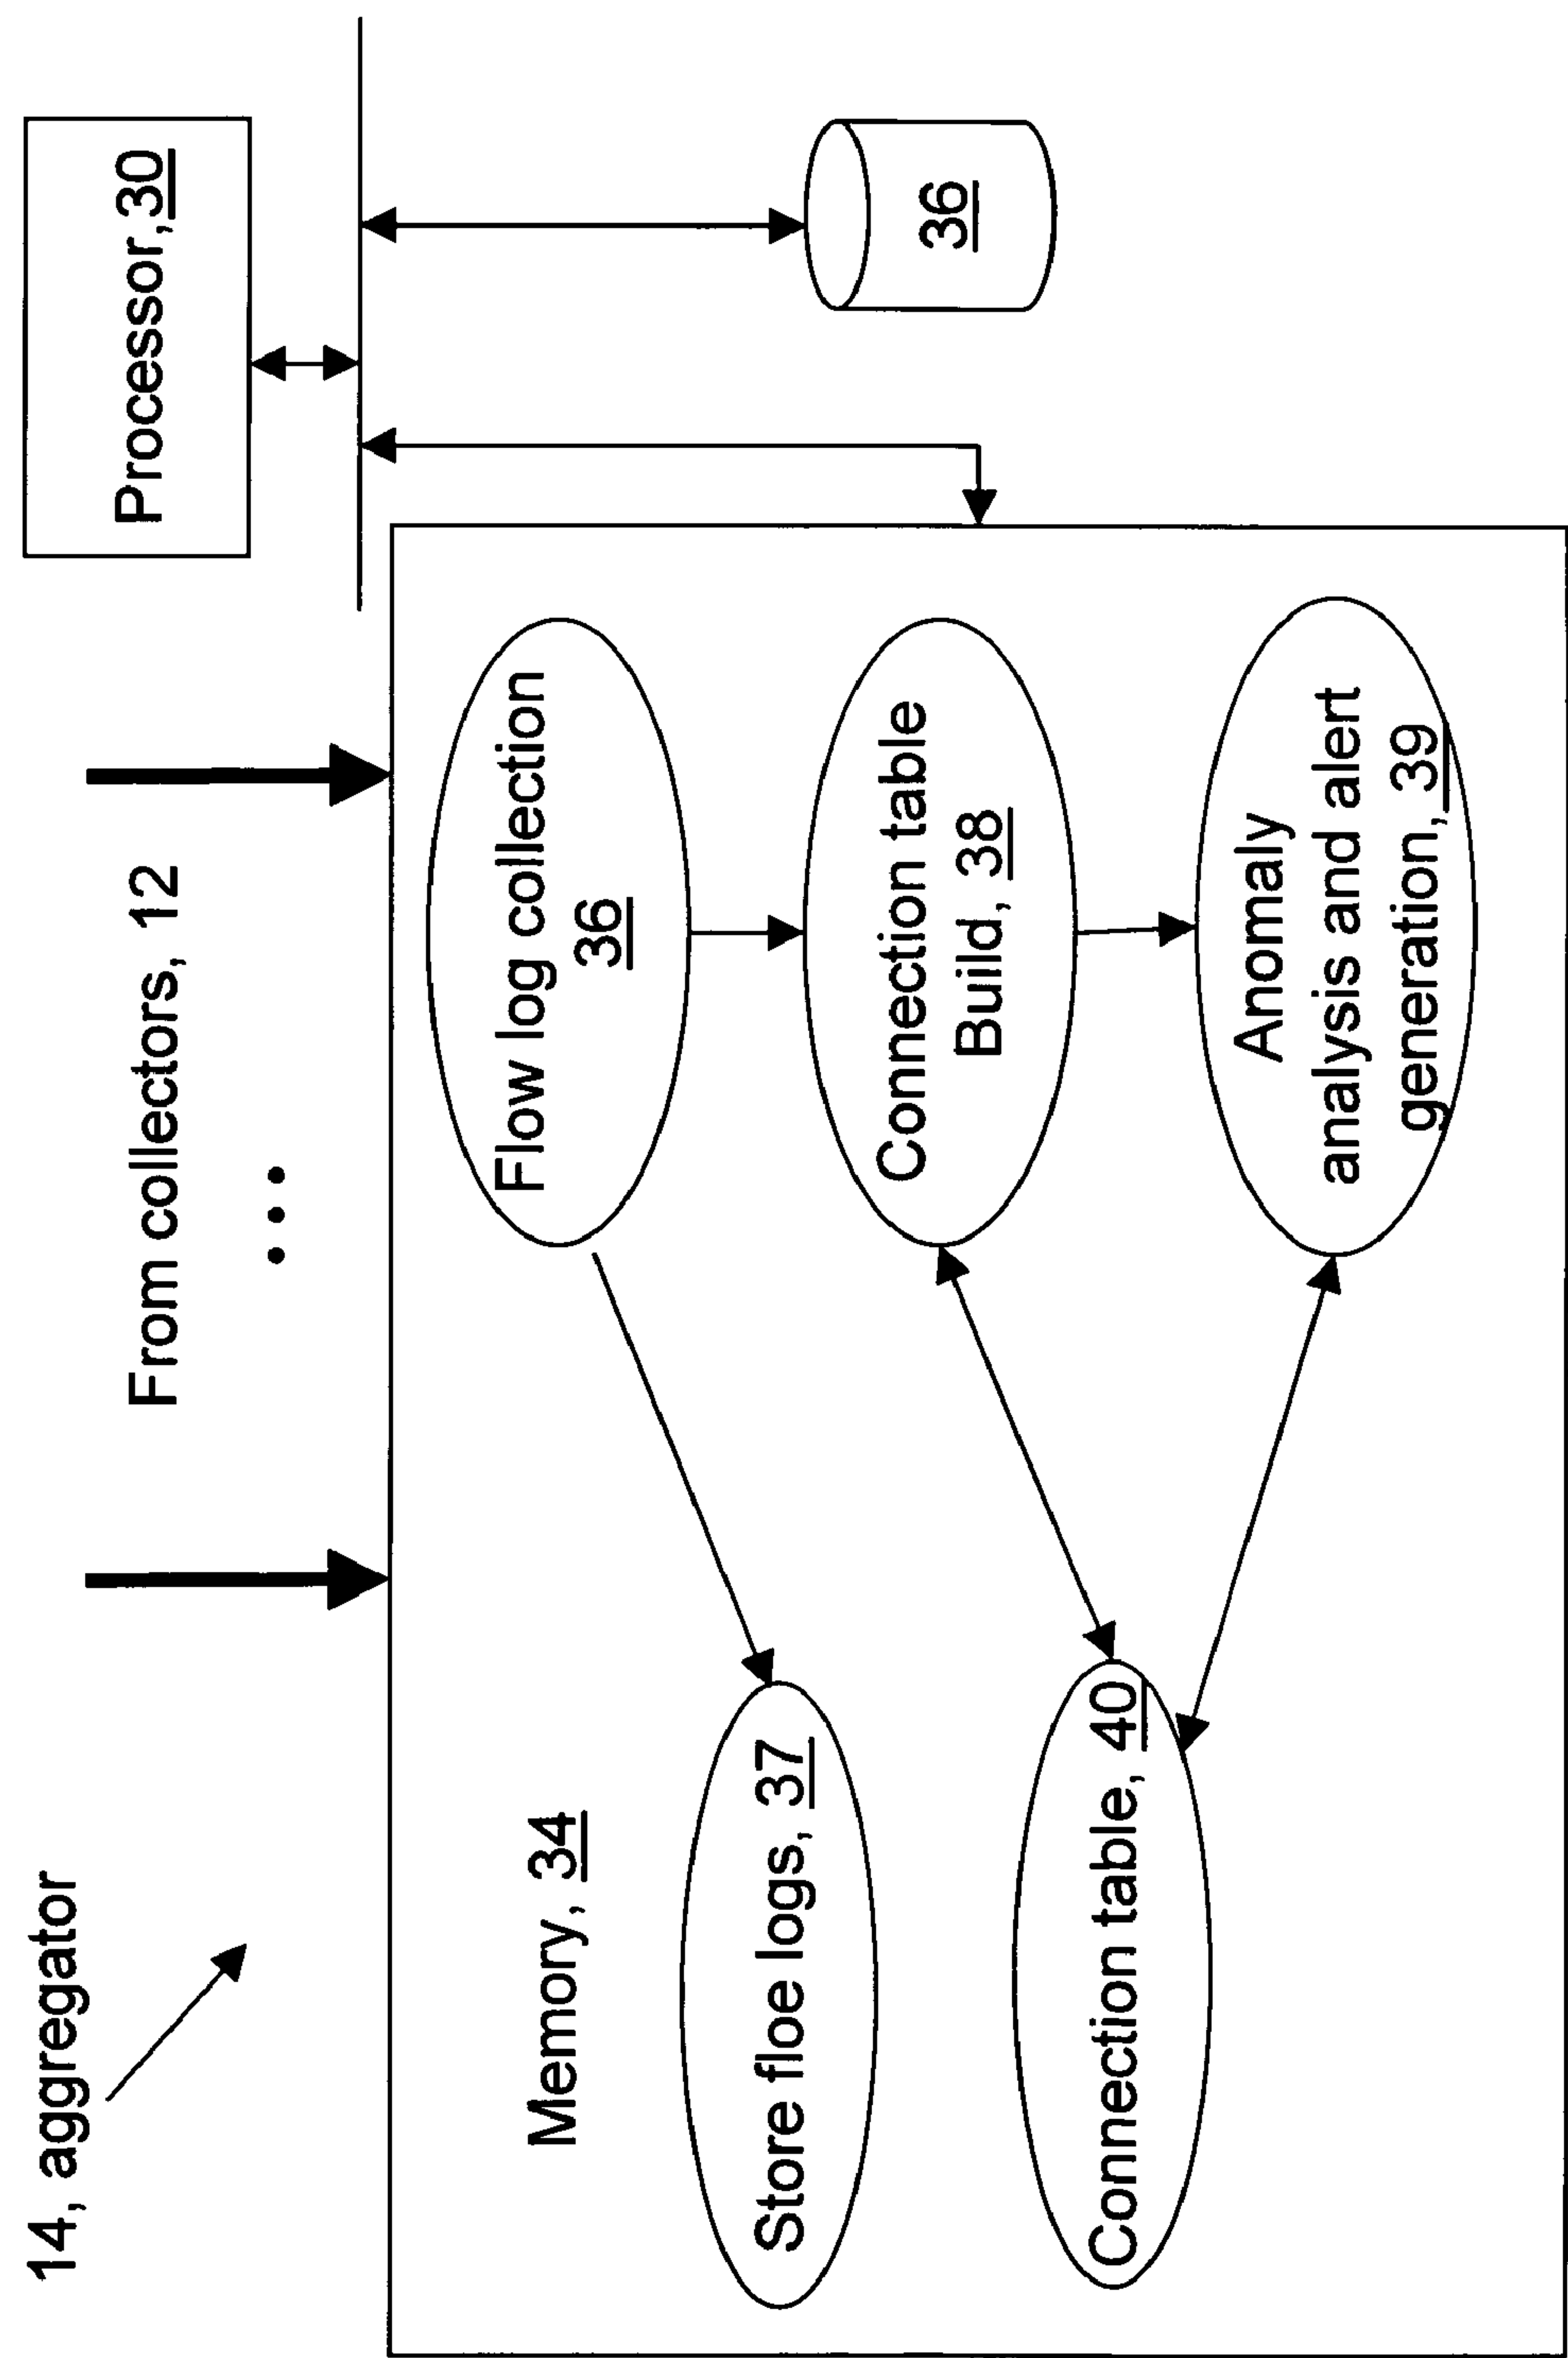 14, aggregator
From collectors, 12
Processor,30
Memory, 34
Flow log collection
36
Store floe logs, 37
Connection table
Build, 38
Connection table, 40
Anomaly
analysis and alert
generation, 39
36